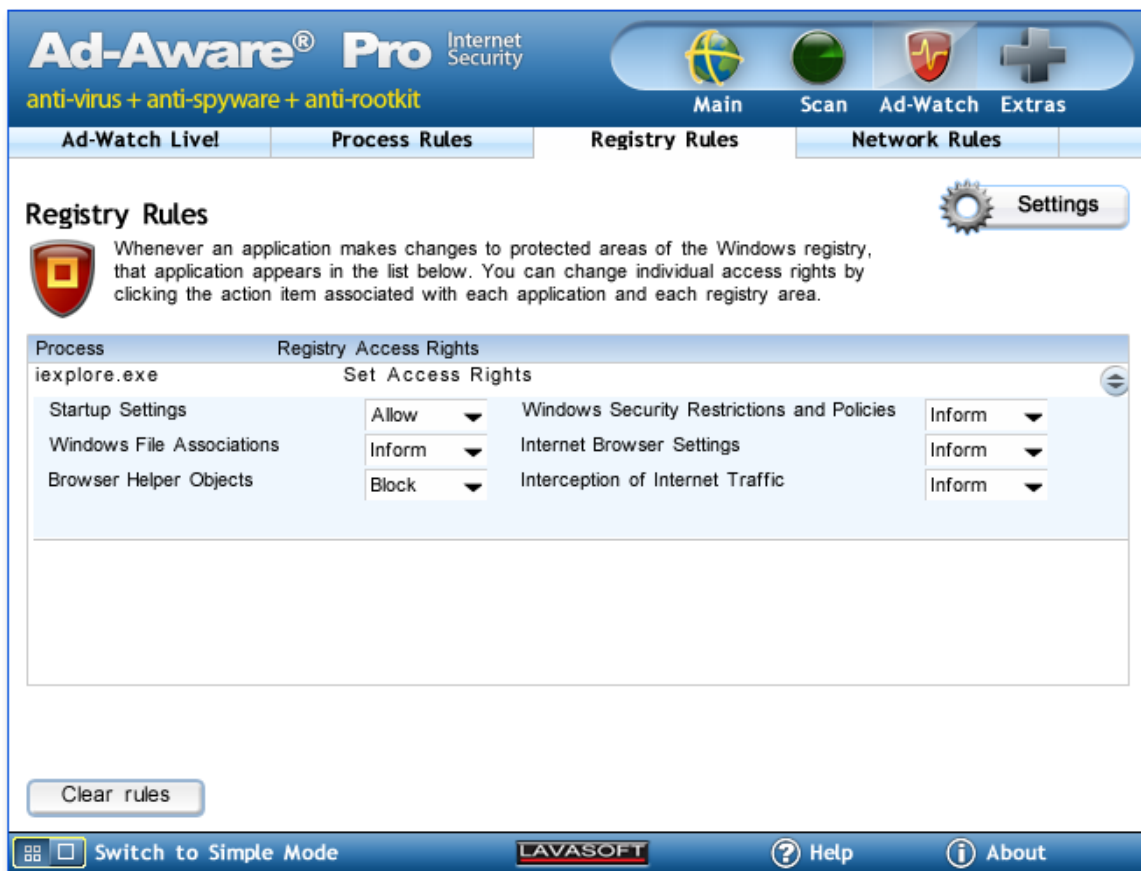 Ad-Aware® Pro Internet Security
anti-virus + anti-spyware + anti-rootkit
Main Scan Ad-Watch Extras
Ad-Watch Live! Process Rules Registry Rules Network Rules
Registry Rules
Settings
Whenever an application makes changes to protected areas of the Windows registry,
that application appears in the list below. You can change individual access rights by
clicking the action item associated with each application and each registry area.
Process Registry Access Rights
iexplore.exe Set Access Rights
Startup Settings Allow Windows Security Restrictions and Policies Inform
Windows File Associations Inform Internet Browser Settings Inform
Browser Helper Objects Block Interception of Internet Traffic Inform
Clear rules
Switch to Simple Mode LAVASOFT ? Help i About